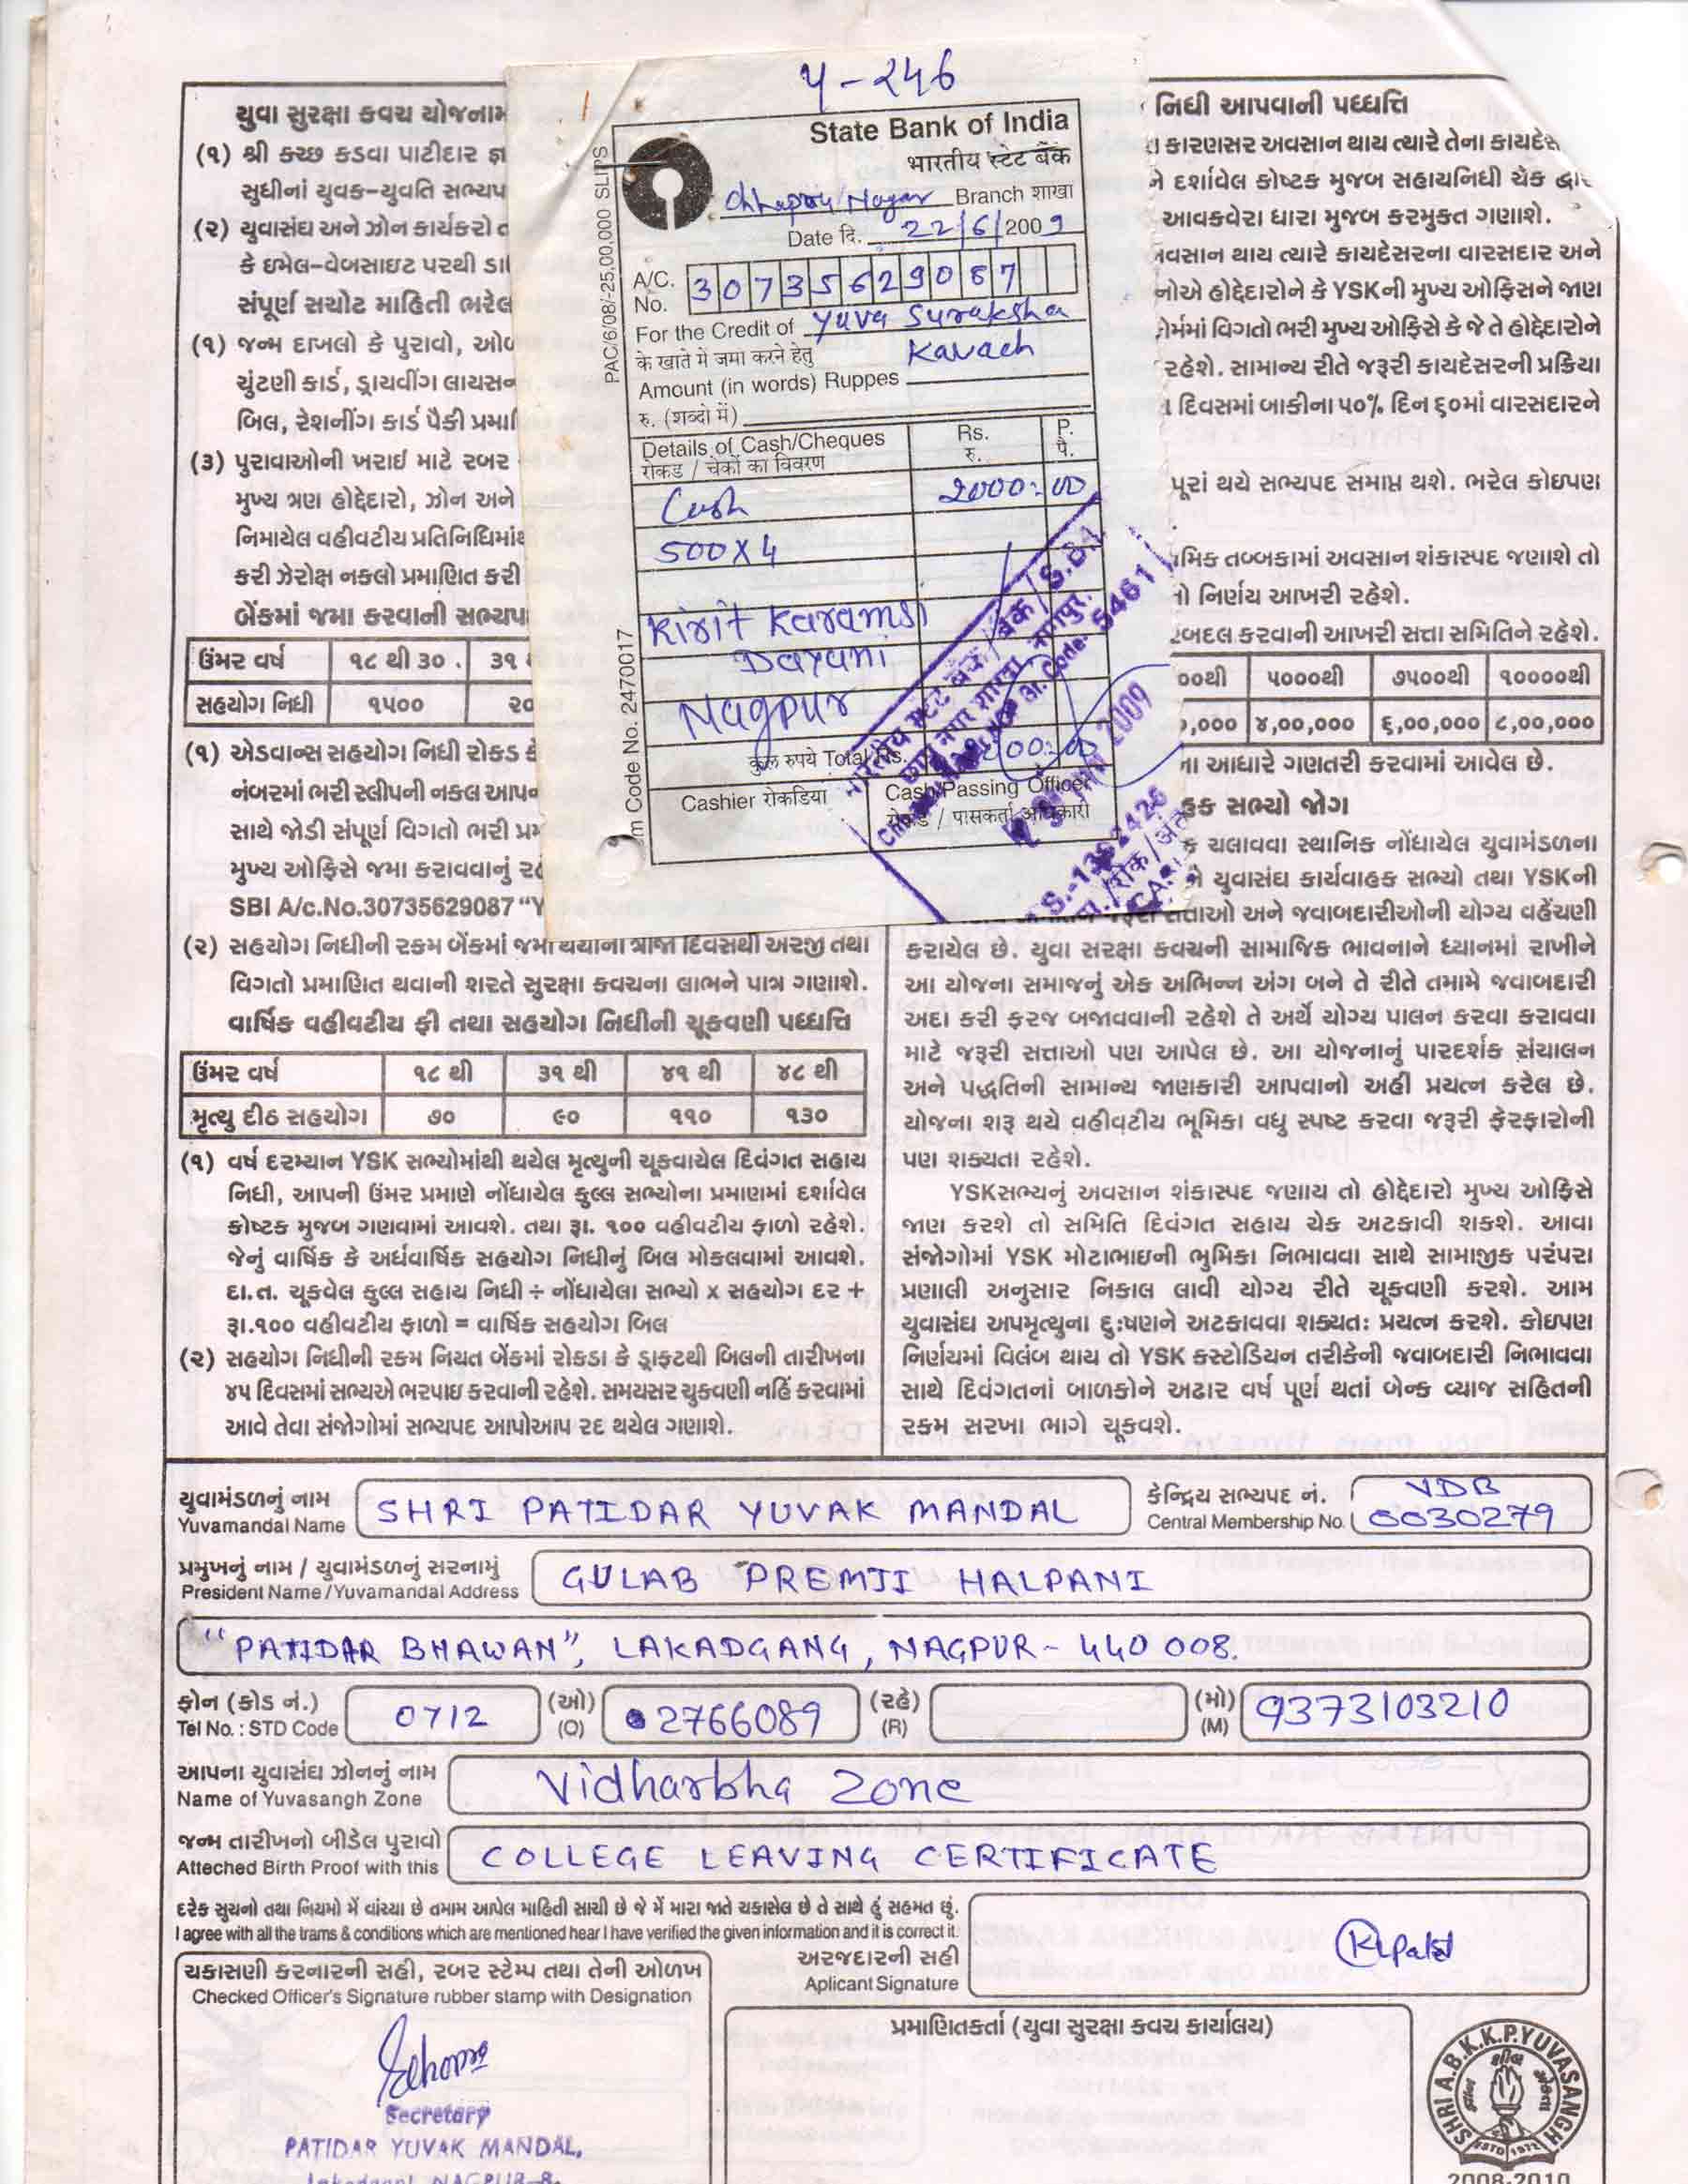 ૫-૨૪૬
State Bank of India
भारतीय स्टेट बैंक
Branch शाखा
Date दि. 22/6/2009
A/C. No. 30735629087
For the Credit of Yuva Suraksha
के खाते में जमा करने हेतु Kavach
Amount (in words) Ruppes
रु. (शब्दो में)
Details of Cash/Cheques Rs. P.
रोकड / चेकों का विवरण रु. पै.
Cash 2000=00
500X4
Kirit Karamsi
Dayani
Nagpur
कुल रुपये Total Rs.
Cashier रोकडिया
Cash/Passing Officer
रोकड / पासकर्ता अधिकारी
PAC/6/08/-25,00,000 SLIPS
m Code No. 2470017
યુવા સુરક્ષા કવચ યોજનામ
(૧) શ્રી કચ્છ કડવા પાટીદાર જ્ઞ
સુધીનાં યુવક-યુવતિ સભ્યપ
(૨) યુવાસંઘ અને ઝોન કાર્યકરો ત
કે ઇમેલ-વેબસાઇટ પરથી ડા
સંપૂર્ણ સચોટ માહિતી ભરેલ
(૧) જન્મ દાખલો કે પુરાવો, ઓળ
ચુંટણી કાર્ડ, ડ્રાયવીંગ લાયસન
બિલ, રેશનીંગ કાર્ડ પૈકી પ્રમાણિ
(૩) પુરાવાઓની ખરાઇ માટે રબર
મુખ્ય ત્રણ હોદ્દેદારો, ઝોન અને
નિમાયેલ વહીવટીય પ્રતિનિધિમાંથ
કરી ઝેરોક્ષ નકલો પ્રમાણિત કરી
બેંકમાં જમા કરવાની સભ્યપ
ઉંમર વર્ષ ૧૮ થી ૩૦ ૩૧
સહયોગ નિધી ૧૫૦૦ ૨૦
(૧) એડવાન્સ સહયોગ નિધી રોકડ કે
નંબરમાં ભરી સ્લીપની નકલ આપન
સાથે જોડી સંપૂર્ણ વિગતો ભરી પ્રમ
મુખ્ય ઓફિસે જમા કરાવવાનું રહે
SBI A/c.No.30735629087 “Y
(૨) સહયોગ નિધીની રકમ બેંકમાં જમા થયાના ત્રીજા દિવસથી અરજી તથા
વિગતો પ્રમાણિત થવાની શરતે સુરક્ષા કવચના લાભને પાત્ર ગણાશે.
વાર્ષિક વહીવટીય ફી તથા સહયોગ નિધીની ચૂકવણી પધ્ધતિ
ઉંમર વર્ષ ૧૮ થી ૩૧ થી ૪૧ થી ૪૮ થી
મૃત્યુ દીઠ સહયોગ ૭૦ ૯૦ ૧૧૦ ૧૩૦
(૧) વર્ષ દરમ્યાન YSK સભ્યોમાંથી થયેલ મૃત્યુની ચૂકવાયેલ દિવંગત સહાય
નિધી, આપની ઉંમર પ્રમાણે નોંધાયેલ કુલ્લ સભ્યોના પ્રમાણમાં દર્શાવેલ
કોષ્ટક મુજબ ગણવામાં આવશે. તથા રૂા. ૧૦૦ વહીવટીય ફાળો રહેશે.
જેનું વાર્ષિક કે અર્ધવાર્ષિક સહયોગ નિધીનું બિલ મોકલવામાં આવશે.
દા.ત. ચૂકવેલ કુલ્લ સહાય નિધી ÷ નોંધાયેલા સભ્યો x સહયોગ દર +
રૂા.૧૦૦ વહીવટીય ફાળો = વાર્ષિક સહયોગ બિલ
(૨) સહયોગ નિધીની રકમ નિયત બેંકમાં રોકડા કે ડ્રાફટથી બિલની તારીખના
૪૫ દિવસમાં સભ્યએ ભરપાઇ કરવાની રહેશે. સમયસર ચુકવણી નહિં કરવામાં
આવે તેવા સંજોગોમાં સભ્યપદ આપોઆપ રદ થયેલ ગણાશે.
નિધી આપવાની પધ્ધતિ
કારણસર અવસાન થાય ત્યારે તેના કાયદેસ
ને દર્શાવેલ કોષ્ટક મુજબ સહાયનિધી ચેક દ્વારા
આવકવેરા ધારા મુજબ કરમુક્ત ગણાશે.
વસાન થાય ત્યારે કાયદેસરના વારસદાર અને
નોએ હોદ્દેદારોને કે YSKની મુખ્ય ઓફિસને જાણ
ોર્મમાં વિગતો ભરી મુખ્ય ઓફિસે કે જે તે હોદ્દેદારોને
રહેશે. સામાન્ય રીતે જરૂરી કાયદેસરની પ્રક્રિયા
દિવસમાં બાકીના ૫૦% દિન ૬૦માં વારસદારને
પૂરાં થયે સભ્યપદ સમાપ્ત થશે. ભરેલ કોઇપણ
મિક તબ્બકામાં અવસાન શંકાસ્પદ જણાશે તો
ો નિર્ણય આખરી રહેશે.
રબદલ કરવાની આખરી સત્તા સમિતિને રહેશે.
૦૦થી ૫૦૦૦થી ૭૫૦૦થી ૧૦૦૦૦થી
,૦૦૦ ૪,૦૦,૦૦૦ ૬,૦૦,૦૦૦ ૮,૦૦,૦૦૦
ના આધારે ગણતરી કરવામાં આવેલ છે.
હક સભ્યો જોગ
ક ચલાવવા સ્થાનિક નોંધાયેલ યુવામંડળના
ને યુવાસંઘ કાર્યવાહક સભ્યો તથા YSKની
સત્તાઓ અને જવાબદારીઓની યોગ્ય વહેંચણી
કરાયેલ છે. યુવા સરક્ષા કવચની સામાજિક ભાવનાને ધ્યાનમાં રાખીને
આ યોજના સમાજનું એક અભિન્ન અંગ બને તે રીતે તમામે જવાબદારી
અદા કરી ફરજ બજાવવાની રહેશે તે અર્થે યોગ્ય પાલન કરવા કરાવવા
માટે જરૂરી સત્તાઓ પણ આપેલ છે. આ યોજનાનું પારદર્શક સંચાલન
અને પદ્ધતિની સામાન્ય જાણકારી આપવાનો અહીં પ્રયત્ન કરેલ છે.
યોજના શરૂ થયે વહીવટીય ભૂમિકા વધુ સ્પષ્ટ કરવા જરૂરી ફેરફારોની
પણ શક્યતા રહેશે.
YSKસભ્યનું અવસાન શંકાસ્પદ જણાય તો હોદ્દેદારો મુખ્ય ઓફિસે
જાણ કરશે તો સમિતિ દિવંગત સહાય ચેક અટકાવી શકશે. આવા
સંજોગોમાં YSK મોટાભાઇની ભુમિકા નિભાવવા સાથે સામાજીક પરંપરા
પ્રણાલી અનુસાર નિકાલ લાવી યોગ્ય રીતે ચૂકવણી કરશે. આમ
યુવાસંઘ અપમૃત્યુના દુઃષણને અટકાવવા શક્યતઃ પ્રયત્ન કરશે. કોઇપણ
નિર્ણયમાં વિલંબ થાય તો YSK કસ્ટોડિયન તરીકેની જવાબદારી નિભાવવા
સાથે દિવંગતનાં બાળકોને અઢાર વર્ષ પૂર્ણ થતાં બેન્ક વ્યાજ સહિતની
રકમ સરખા ભાગે ચૂકવશે.
યુવામંડળનું નામ
Yuvamandal Name SHRI PATIDAR YUVAK MANDAL
કેન્દ્રિય સભ્યપદ નં. VDB
Central Membership No. 0030279
પ્રમુખનું નામ / યુવામંડળનું સરનામું
President Name /Yuvamandal Address GULAB PREMJI HALPANI
“PATIDAR BHAWAN”, LAKADGANG, NAGPUR - 440 008.
ફોન (કોડ નં.) (ઓ) (રહે) (મો)
Tel No. : STD Code 0712 (O) 2766089 (R) (M) 9373103210
આપના યુવાસંઘ ઝોનનું નામ
Name of Yuvasangh Zone Vidharbha Zone
જન્મ તારીખનો બીડેલ પુરાવો
Atteched Birth Proof with this COLLEGE LEAVING CERTIFICATE
દરેક સુચનો તથા નિયમો મેં વાંચ્યા છે તમામ આપેલ માહિતી સાચી છે જે મેં મારા જાતે ચકાસેલ છે તે સાથે હું સહમત છું.
I agree with all the trams & conditions which are mentioned hear I have verified the given information and it is correct it.
અરજદારની સહી
Aplicant Signature
ચકાસણી કરનારની સહી, રબર સ્ટેમ્પ તથા તેની ઓળખ
Checked Officer's Signature rubber stamp with Designation
Secretary
PATIDAR YUVAK MANDAL,
પ્રમાણિતકર્તા (યુવા સુરક્ષા કવચ કાર્યાલય)
SHRI A.B.K.K.P. YUVASANGH
ESTD 1972
2008-2010